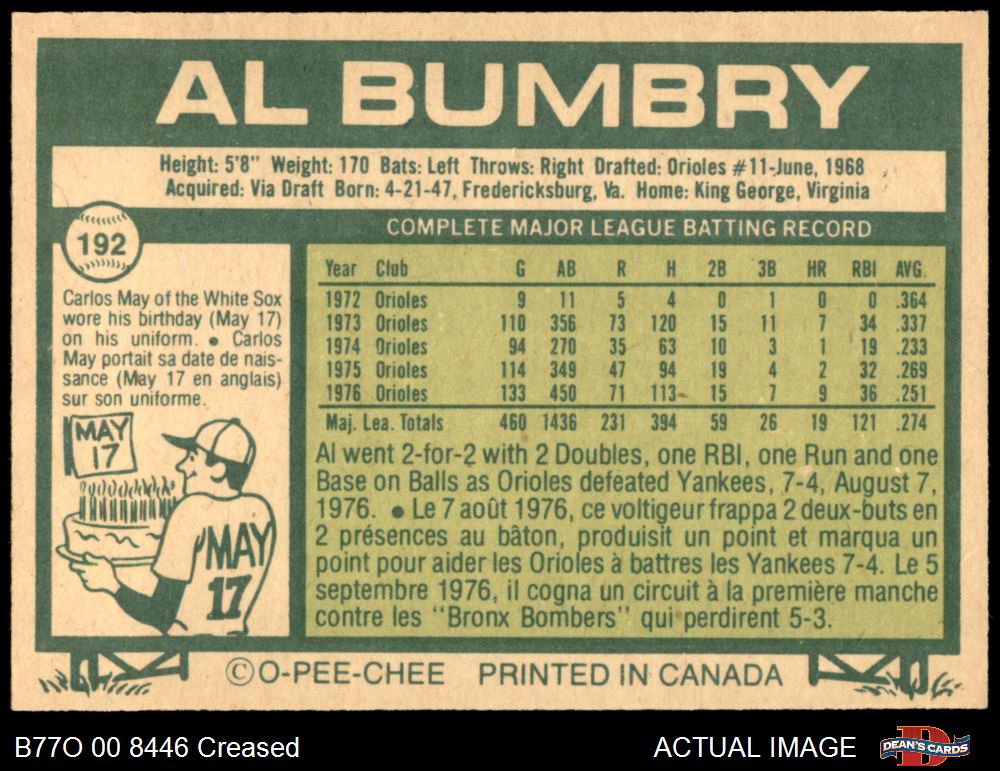 AL BUMBRY
Height: 5'8" Weight: 170 Bats: Left Throws: Right Drafted: Orioles #11-June, 1968
Acquired: Via Draft Born: 4-21-47, Fredericksburg, Va. Home: King George, Virginia
192
Carlos May of the White Sox
wore his birthday (May 17)
on his uniform. ● Carlos
May portait sa date de nais-
sance (May 17 en anglais)
sur son uniforme.
MAY
17
MAY
17
COMPLETE MAJOR LEAGUE BATTING RECORD
Year Club G AB R H 2B 3B HR RBI AVG.
1972 Orioles 9 11 5 4 0 1 0 0 .364
1973 Orioles 110 356 73 120 15 11 7 34 .337
1974 Orioles 94 270 35 63 10 3 1 19 .233
1975 Orioles 114 349 47 94 19 4 2 32 .269
1976 Orioles 133 450 71 113 15 7 9 36 .251
Maj. Lea. Totals 460 1436 231 394 59 26 19 121 .274
Al went 2-for-2 with 2 Doubles, one RBI, one Run and one
Base on Balls as Orioles defeated Yankees, 7-4, August 7,
1976. ● Le 7 août 1976, ce voltigeur frappa 2 deux-buts en
2 présences au bâton, produisit un point et marqua un
point pour aider les Orioles à battres les Yankees 7-4. Le 5
septembre 1976, il cogna un circuit à la première manche
contre les "Bronx Bombers" qui perdirent 5-3.
©O-PEE-CHEE PRINTED IN CANADA
B77O 00 8446 Creased
ACTUAL IMAGE
D
DEAN'S CARDS